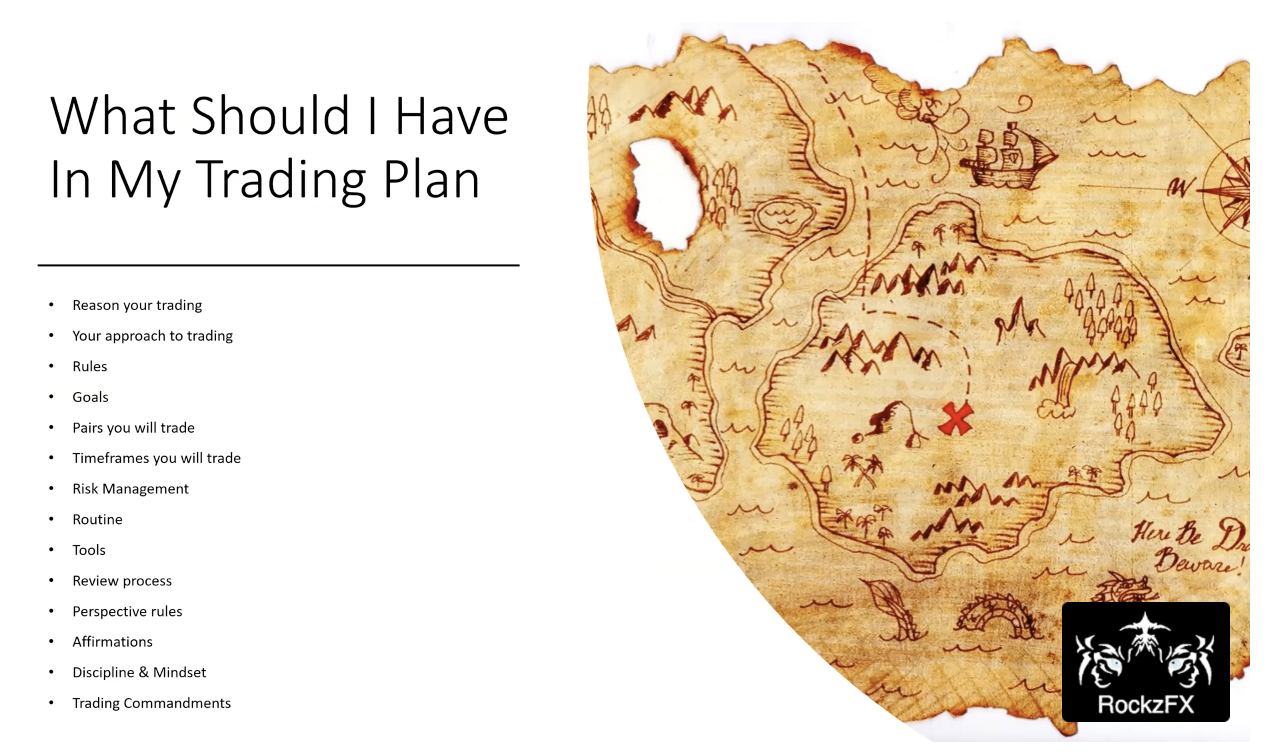 What Should I Have
In My Trading Plan
• Reason your trading
• Your approach to trading
• Rules
• Goals
• Pairs you will trade
• Timeframes you will trade
• Risk Management
• Routine
• Tools
• Review process
• Perspective rules
• Affirmations
• Discipline & Mindset
• Trading Commandments
W
Here Be
Beware!
RockzFX